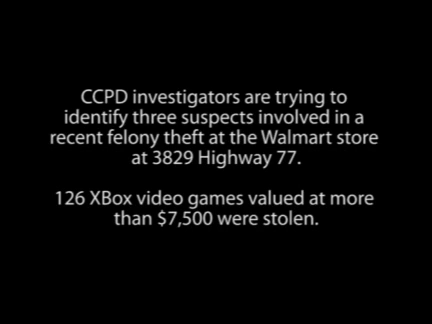 CCPD investigators are trying to
identify three suspects involved in a
recent felony theft at the Walmart store
at 3829 Highway 77.
126 XBox video games valued at more
than $7,500 were stolen.